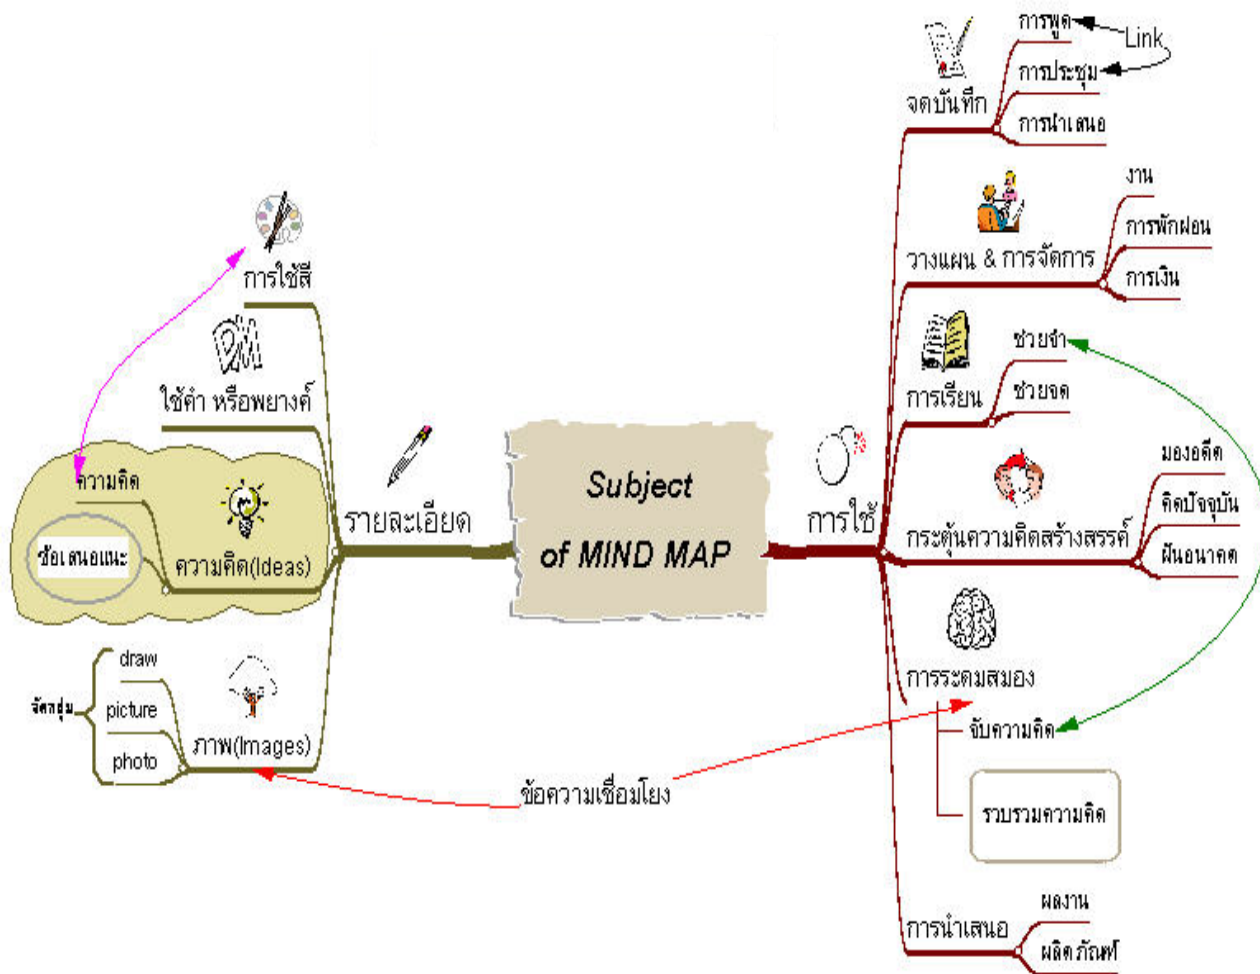 การพูด
Link
การประชุม
การนำเสนอ
จดบันทึก
งาน
การพักผ่อน
การเงิน
วางแผน & การจัดการ
ช่วยจำ
ช่วยจด
การเรียน
มองอดีต
คิดปัจจุบัน
ฝันอนาคต
กระตุ้นความคิดสร้างสรรค์
การใช้
Subject
of MIND MAP
รายละเอียด
การใช้สี
ใช้คำ หรือพยางค์
ความคิด
ข้อเสนอแนะ
ความคิด(Ideas)
draw
จัดกลุ่ม
picture
photo
ภาพ(Images)
ข้อความเชื่อมโยง
การระดมสมอง
จับความคิด
รวบรวมความคิด
การนำเสนอ
ผลงาน
ผลิตภัณฑ์